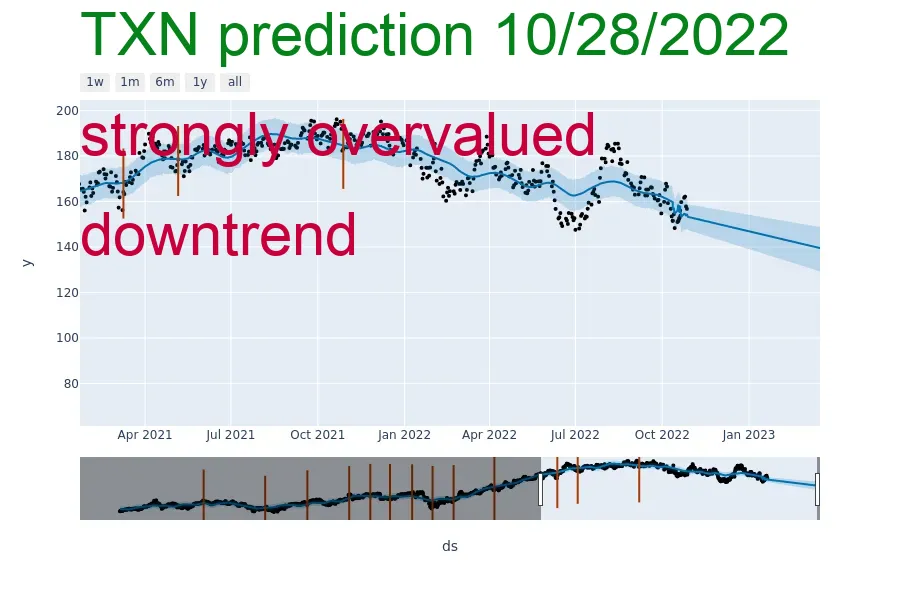 TXN prediction 10/28/2022
1w 1m 6m 1y all
200
strongly overvalued
180
160
downtrend
140
y
120
100
80
Apr 2021 Jul 2021 Oct 2021 Jan 2022 Apr 2022 Jul 2022 Oct 2022 Jan 2023
ds